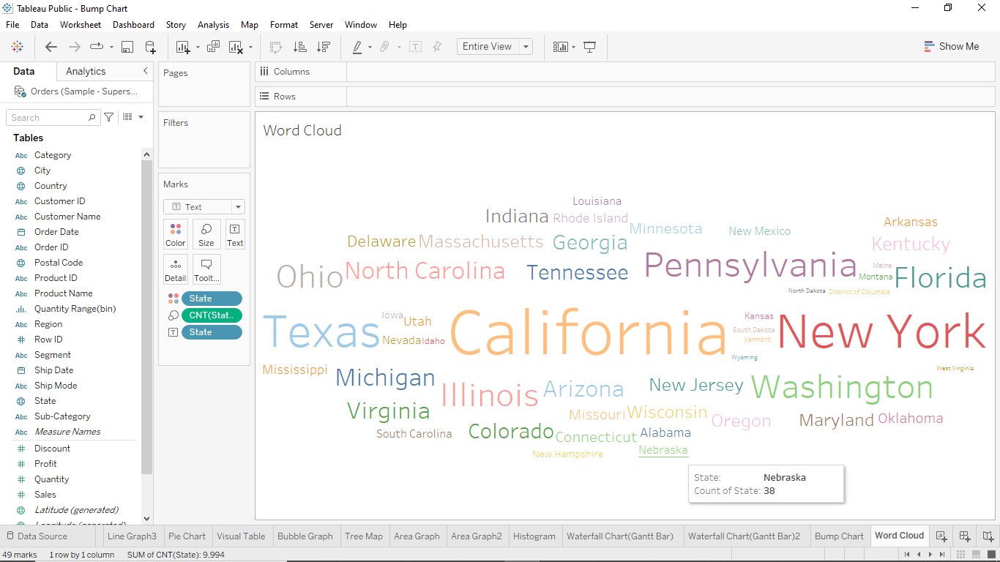 Tableau Public - Bump Chart
File Data Worksheet Dashboard Story Analysis Map Format Server Window Help
Entire View
Show Me
Data Analytics
Orders (Sample - Supers...
Search
Tables
Abc Category
City
Country
Abc Customer ID
Abc Customer Name
Order Date
Abc Order ID
Postal Code
Abc Product ID
Abc Product Name
Quantity Range(bin)
Abc Region
# Row ID
Abc Segment
Ship Date
Abc Ship Mode
State
Abc Sub-Category
Abc Measure Names
# Discount
# Profit
# Quantity
# Sales
Latitude (generated)
Longitude (generated)
Pages
Filters
Marks
T Text
Color Size T Text
Detail Toolt...
State
CNT(Stat..
T State
Columns
Rows
Word Cloud
Louisiana
Indiana Rhode Island Arkansas
Minnesota New Mexico
Delaware Massachusetts Georgia Kentucky
Ohio North Carolina Tennessee Pennsylvania Maine
Montana Florida
North Dakota District of Columbia
Texas Iowa Utah California Kansas New York
Nevada Idaho South Dakota
Vermont
Wyoming
Mississippi West Virginia
Michigan Illinois Arizona New Jersey Washington
Virginia Missouri Wisconsin Oregon Maryland Oklahoma
South Carolina Colorado Connecticut Alabama
New Hampshire Nebraska
State: Nebraska
Count of State: 38
Data Source Line Graph3 Pie Chart Visual Table Bubble Graph Tree Map Area Graph Area Graph2 Histogram Waterfall Chart(Gantt Bar) Waterfall Chart(Gantt Bar)2 Bump Chart Word Cloud
49 marks 1 row by 1 column SUM of CNT(State): 9,994